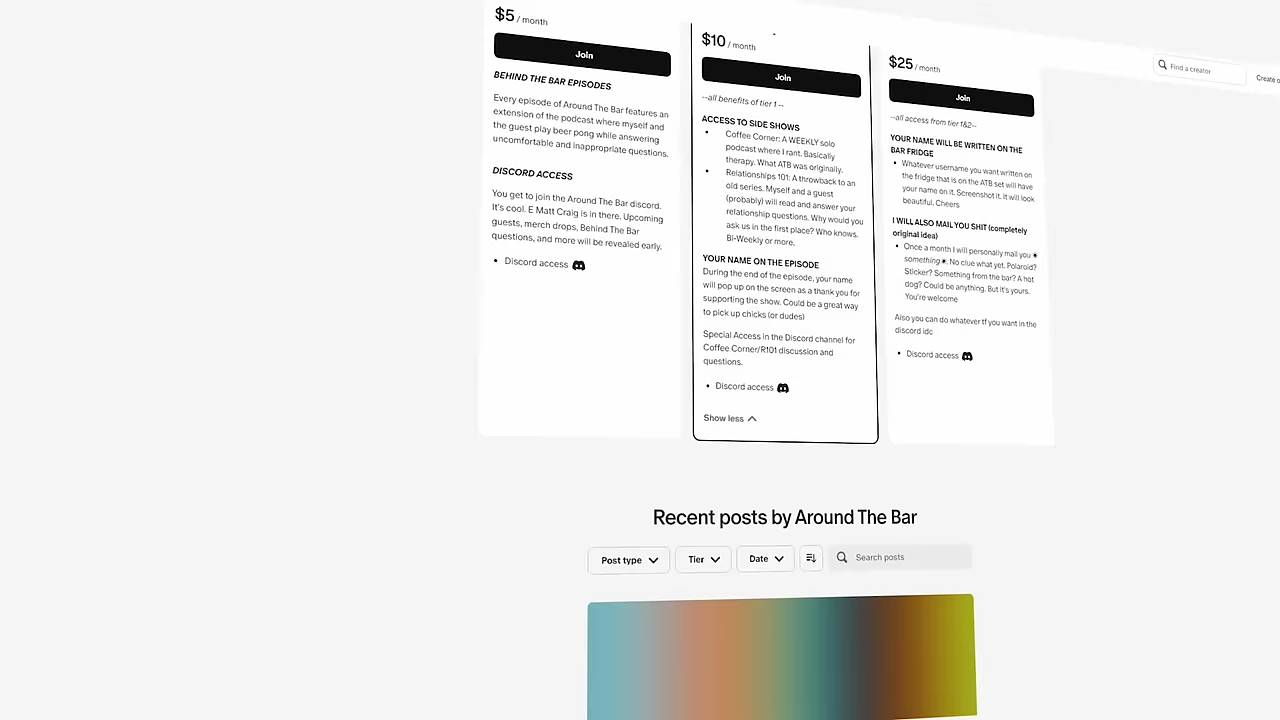 $5 / month
Join
BEHIND THE BAR EPISODES
Every episode of Around The Bar features an
extension of the podcast where myself and
the guest play beer pong while answering
uncomfortable and inappropriate questions.
DISCORD ACCESS
You get to join the Around The Bar discord.
It's cool. E Matt Craig is in there. Upcoming
guests, merch drops, Behind The Bar
questions, and more will be revealed early.
• Discord access
$10 / month
Join
--all benefits of tier 1 --
ACCESS TO SIDE SHOWS
• Coffee Corner: A WEEKLY solo
podcast where I rant. Basically
therapy. What ATB was originally.
• Relationships 101: A throwback to an
old series. Myself and a guest
(probably) will read and answer your
relationship questions. Why would you
ask us in the first place? Who knows.
Bi-Weekly or more.
YOUR NAME ON THE EPISODE
During the end of the episode, your name
will pop up on the screen as a thank you for
supporting the show. Could be a great way
to pick up chicks (or dudes)
Special Access in the Discord channel for
Coffee Corner/R101 discussion and
questions.
• Discord access
Show less
$25 / month
Join
--all access from tier 1&2--
YOUR NAME WILL BE WRITTEN ON THE
BAR FRIDGE
• Whatever username you want written on
the fridge that is on the ATB set will have
your name on it. Screenshot it. It will look
beautiful. Cheers
I WILL ALSO MAIL YOU SHIT (completely
original idea)
• Once a month I will personally mail you ✷
something✷. No clue what yet. Polaroid?
Sticker? Something from the bar? A hot
dog? Could be anything. But it's yours.
You're welcome
Also you can do whatever tf you want in the
discord idc
• Discord access
Find a creator
Create o
Recent posts by Around The Bar
Post type
Tier
Date
Search posts